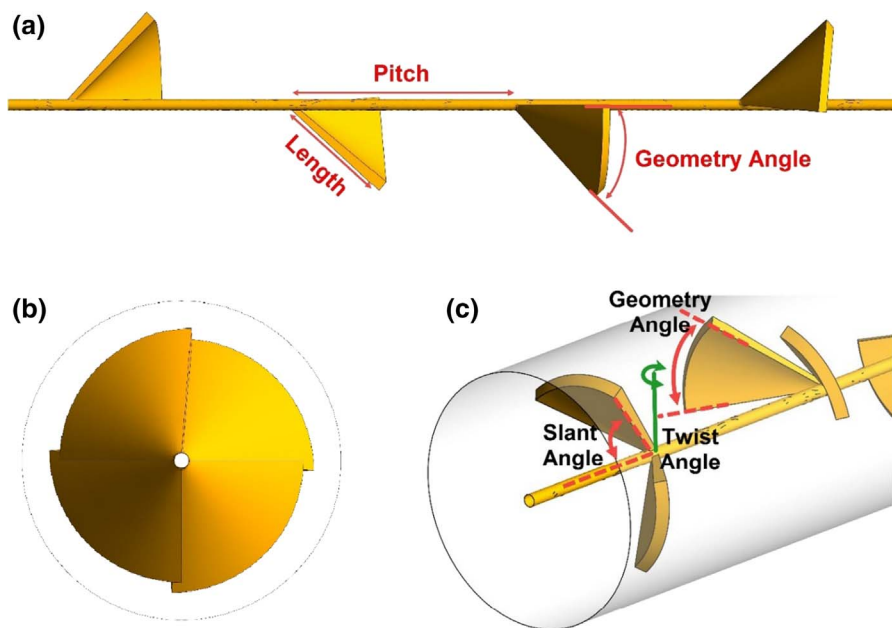 (a)
Pitch
Length
Geometry Angle
(b)
(c)
Geometry
Angle
Slant
Angle
Twist
Angle